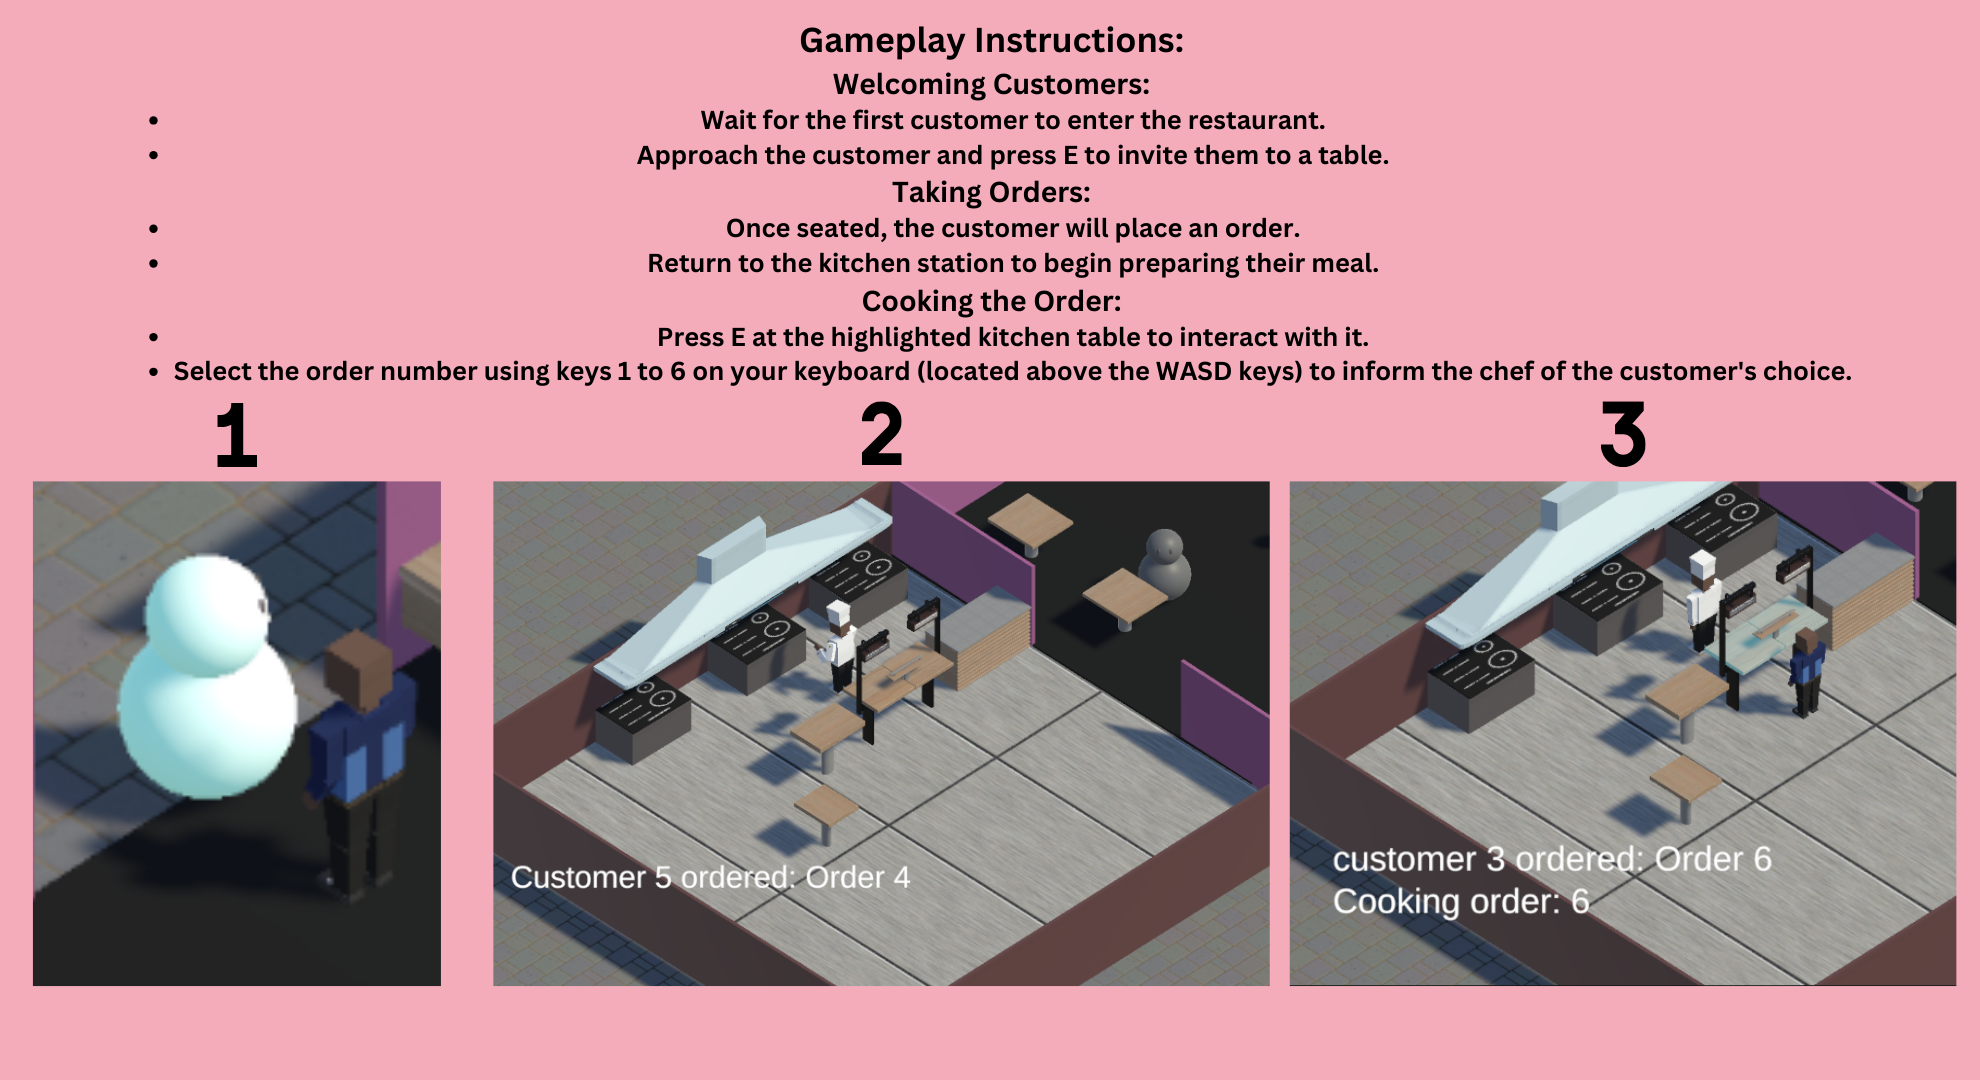 Gameplay Instructions:
Welcoming Customers:
• Wait for the first customer to enter the restaurant.
• Approach the customer and press E to invite them to a table.
Taking Orders:
• Once seated, the customer will place an order.
• Return to the kitchen station to begin preparing their meal.
Cooking the Order:
• Press E at the highlighted kitchen table to interact with it.
• Select the order number using keys 1 to 6 on your keyboard (located above the WASD keys) to inform the chef of the customer's choice.
1
2
3
Customer 5 ordered: Order 4
customer 3 ordered: Order 6
Cooking order: 6